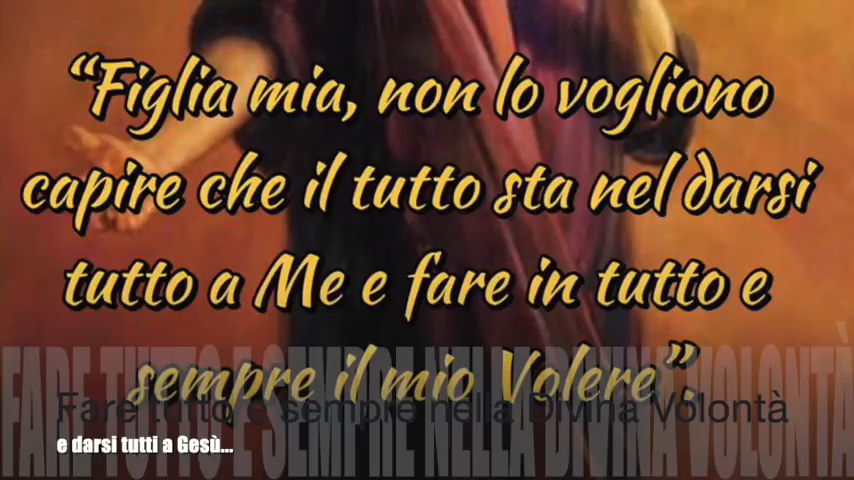 “Figlia mia, non lo vogliono
capire che il tutto sta nel darsi
tutto a Me e fare in tutto e
sempre il mio Volere”.
FARE TUTTO E SEMPRE NELLA DIVINA VOLONTÀ
Fare tutto e sempre nella Divina Volontà
e darsi tutti a Gesù...